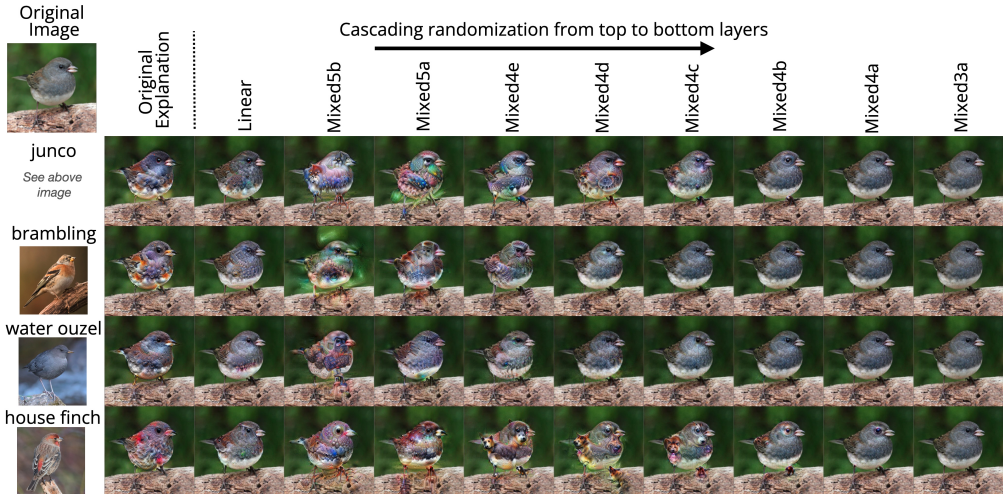 Original
Image
Cascading randomization from top to bottom layers
Original
Explanation
Linear
Mixed5b
Mixed5a
Mixed4e
Mixed4d
Mixed4c
Mixed4b
Mixed4a
Mixed3a
junco
See above
image
brambling
water ouzel
house finch